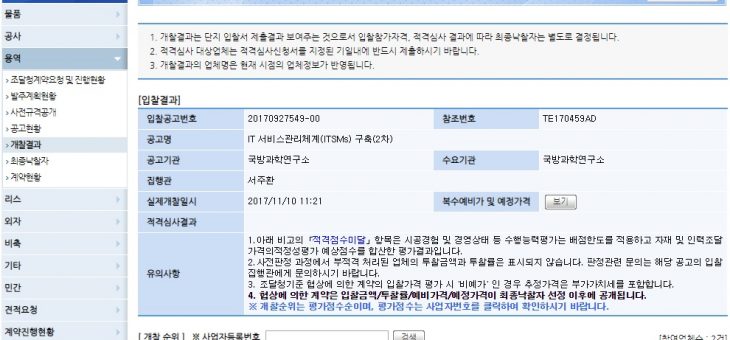 물품
공사
용역
조달청계약요청 및 진행현황
발주계획현황
사전규격공개
공고현황
개찰결과
최종낙찰자
계약현황
리스
외자
비축
기타
민간
견적요청
계약진행현황
1. 개찰결과는 단지 입찰서 제출결과 보여주는 것으로서 입찰참가자격, 적격심사 결과에 따라 최종낙찰자는 별도로 결정됩니다.
2. 적격심사 대상업체는 적격심사신청서를 지정된 기일내에 반드시 제출하시기 바랍니다.
3. 개찰결과의 업체명은 현재 시점의 업체정보가 반영됩니다.
[입찰결과]
입찰공고번호 20170927549-00 참조번호 TE170459AD
공고명 IT 서비스관리체계(ITSMs) 구축(2차)
공고기관 국방과학연구소 수요기관 국방과학연구소
집행관 서주환
실제개찰일시 2017/11/10 11:21 복수예비가 및 예정가격 보기
적격심사결과
유의사항
1.아래 비고의 「적격점수미달」항목은 시공경험 및 경영상태 등 수행능력평가는 배점한도를 적용하고 자재 및 인력조달
가격의적정성평가 예상점수를 합산한 평가결과입니다.
2. 사전판정 과정에서 부적격 처리된 업체의 투찰금액과 투찰률은 표시되지 않습니다. 판정관련 문의는 해당 공고의 입찰
집행관에게 문의하시기 바랍니다.
3. 조달청기준 협상에 의한 계약의 입찰가격 평가 시 '비예가' 인 경우 추정가격은 부가가치세를 포함합니다.
4. 협상에 의한 계약은 입찰금액/투찰률/예비가격/예정가격이 최종낙찰자 선정 이후에 공개됩니다.
※ 개찰순위는 평가점수순이며, 평가점수는 사업자번호를 클릭하여 확인하시기 바랍니다.
[ 개찰 순위 ] ※ 사업자등록번호 검색 [참여업체수 : 2건]